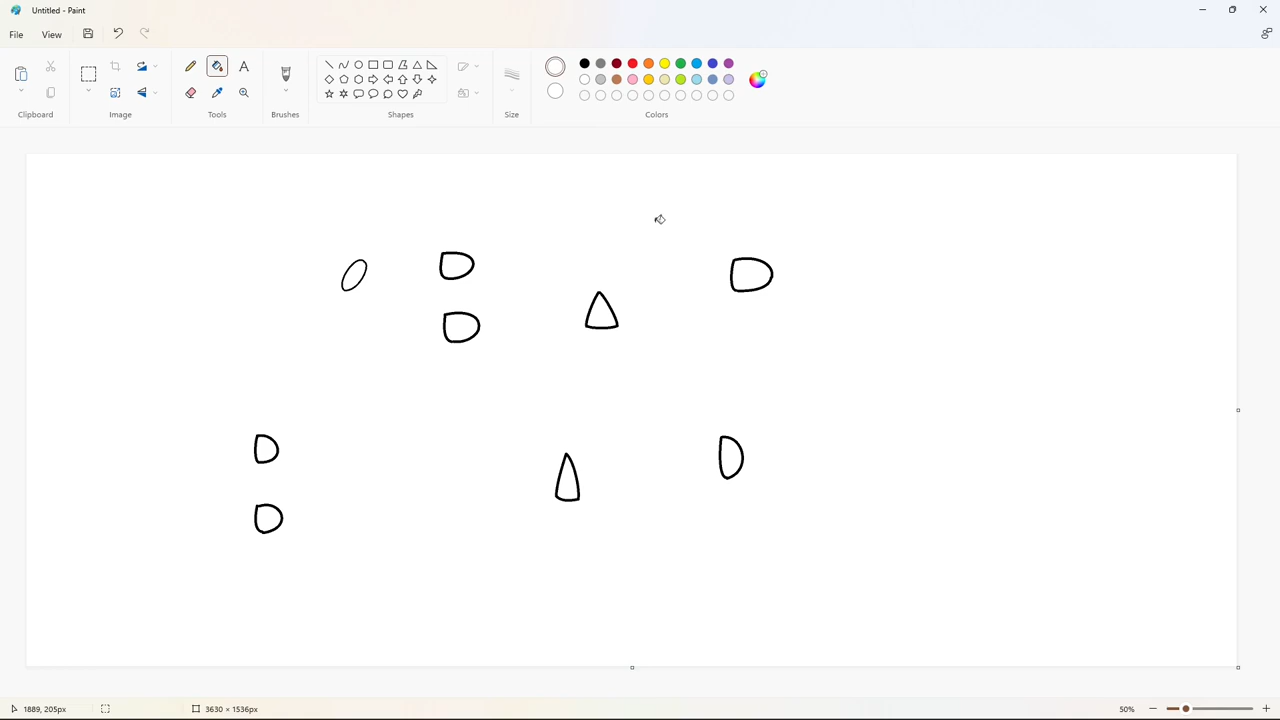 Untitled - Paint
File View
Clipboard Image Tools Brushes Shapes Size Colors
1889, 205px 3630 × 1536px 50%